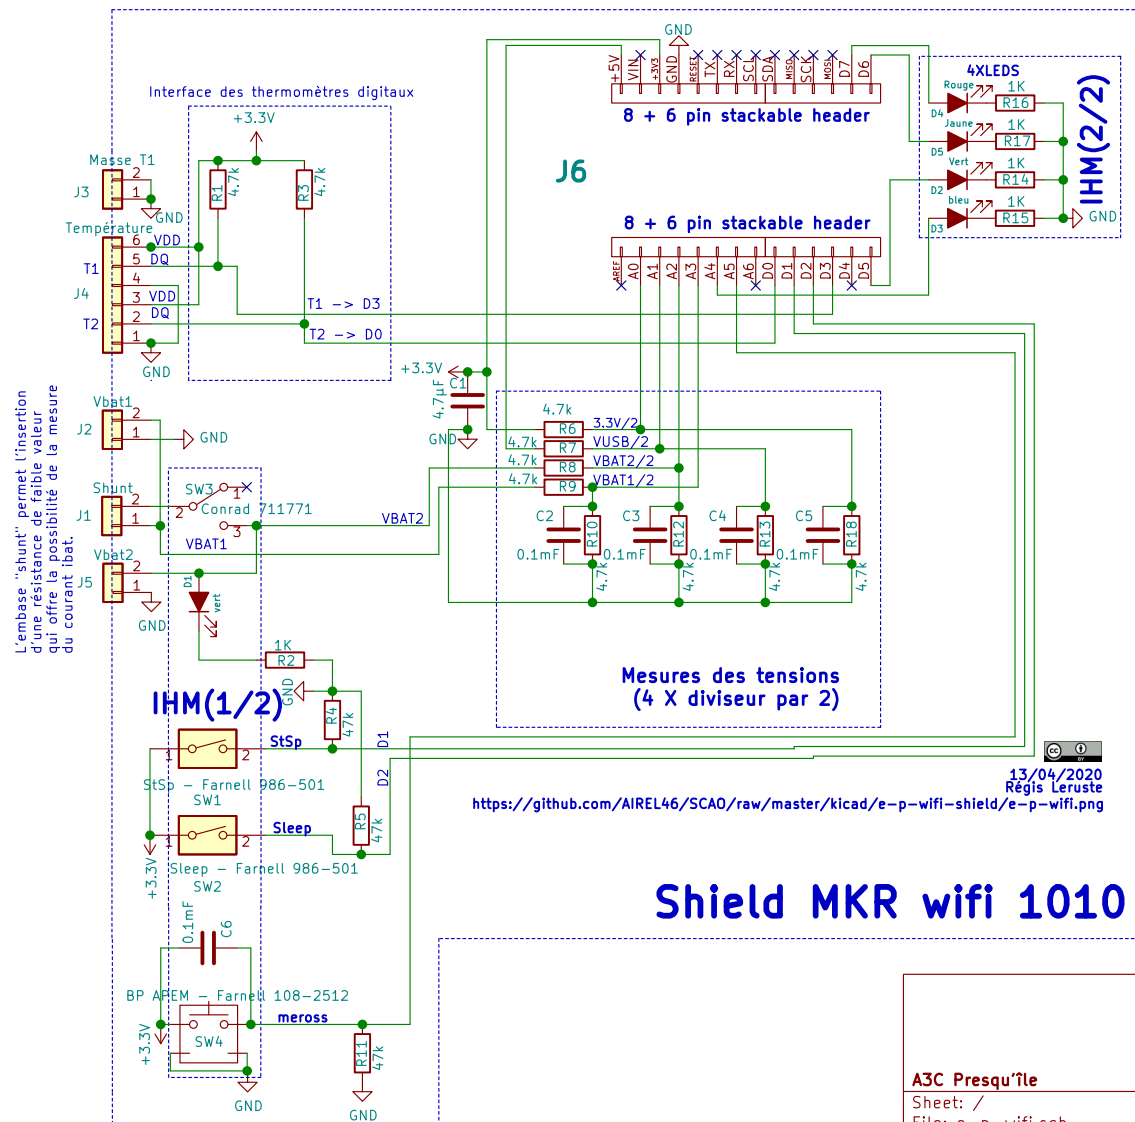 Interface des thermomètres digitaux
+3.3V
Masse T1
J3
2
1
GND
R1
4.7k
R3
4.7k
Température
J4
T1
T2
6
5
4
3
2
1
VDD
DQ
VDD
DQ
GND
T1 -> D3
T2 -> D0
GND
+5V
VIN
+3V3
GND
RESET
TX
RX
SCL
SDA
MISO
SCK
MOSI
D7
D6
8 + 6 pin stackable header
J6
8 + 6 pin stackable header
AREF
A0
A1
A2
A3
A4
A5
A6
D0
D1
D2
D3
D4
D5
4XLEDS
Rouge
D4
1K
R16
Jaune
D5
1K
R17
Vert
D2
1K
R14
bleu
D3
1K
R15
GND
IHM(2/2)
+3.3V
C1
4.7µF
GND
L'embase "shunt" permet l'insertion
d'une résistance de faible valeur
qui offre la possibilité de la mesure
du courant ibat.
Vbat1
J2
2
1
GND
Shunt
J1
2
1
Vbat2
J5
2
1
GND
SW3
1
2
3
Conrad 711771
VBAT1
VBAT2
D1
vert
1K
R2
GND
4.7k
R6
3.3V/2
4.7k
R7
VUSB/2
4.7k
R8
VBAT2/2
4.7k
R9
VBAT1/2
C2
0.1mF
R10
4.7k
C3
0.1mF
R12
4.7k
C4
0.1mF
R13
4.7k
C5
0.1mF
R18
4.7k
Mesures des tensions
(4 X diviseur par 2)
IHM(1/2)
R4
47k
StSp
1
2
StSp - Farnell 986-501
SW1
D1
D2
Sleep
1
2
Sleep - Farnell 986-501
SW2
+3.3V
R5
47k
0.1mF
C6
BP APEM - Farnell 108-2512
meross
SW4
+3.3V
GND
R11
47k
GND
cc
BY
13/04/2020
Régis Leruste
https://github.com/AIREL46/SCAO/raw/master/kicad/e-p-wifi-shield/e-p-wifi.png
Shield MKR wifi 1010
A3C Presqu'île
Sheet: /
File: e-p-wifi.sch